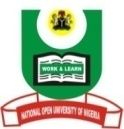 WORK & LEARN
NATIONAL OPEN UNIVERSITY OF NIGERIA